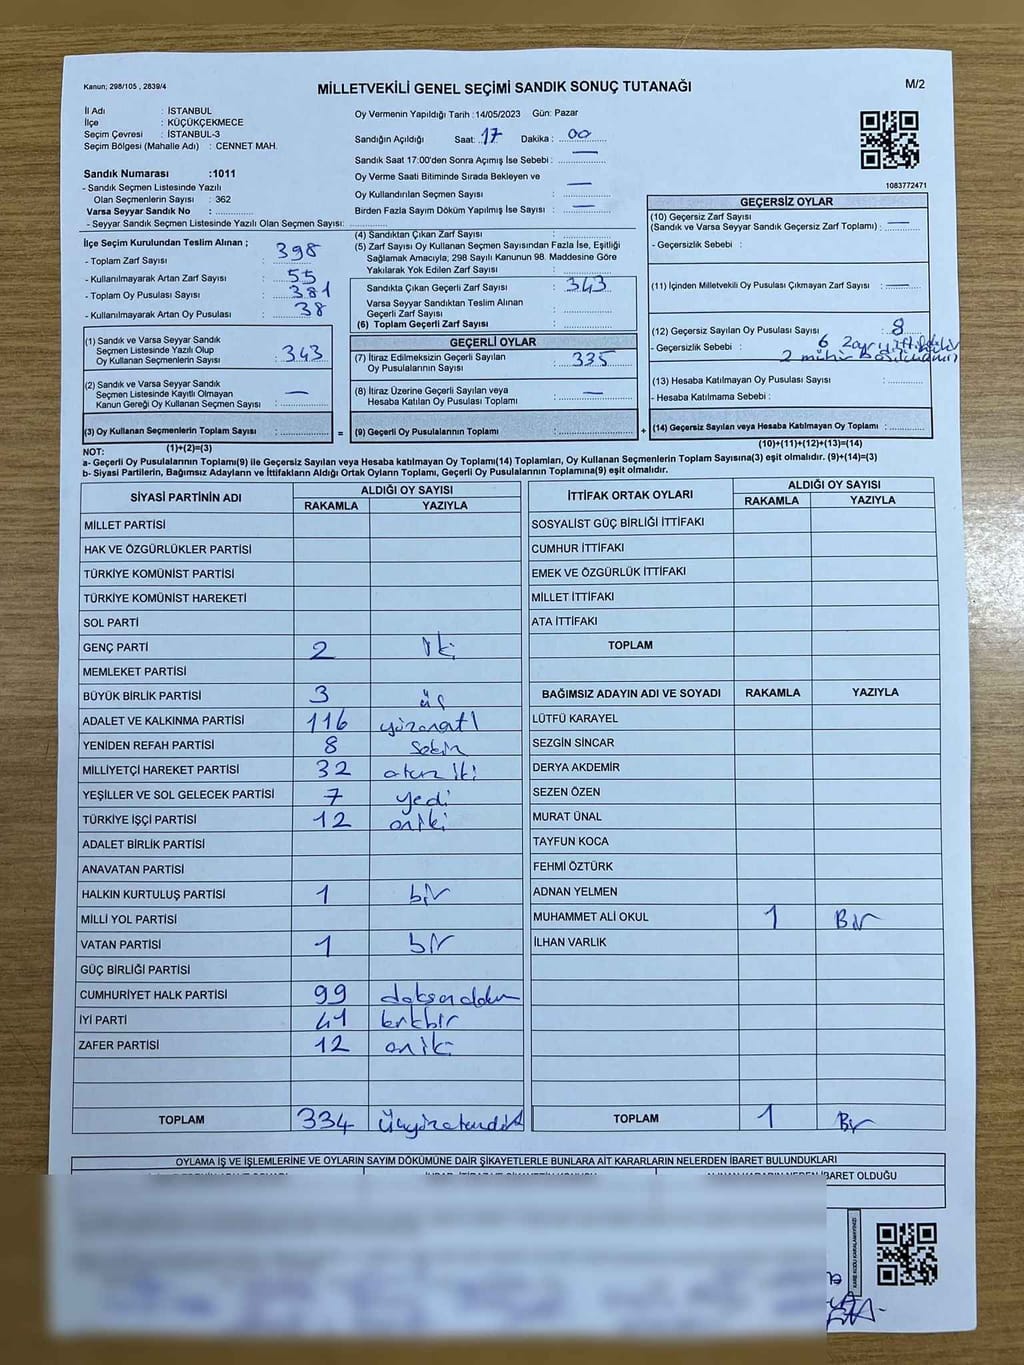 Kanun; 298/105 , 2839/4
MİLLETVEKİLİ GENEL SEÇİMİ SANDIK SONUÇ TUTANAĞI
M/2
İl Adı : İSTANBUL
İlçe : KÜÇÜKÇEKMECE
Seçim Çevresi : İSTANBUL-3
Seçim Bölgesi (Mahalle Adı) : CENNET MAH.
Sandık Numarası :1011
- Sandık Seçmen Listesinde Yazılı
Olan Seçmenlerin Sayısı : 362
Varsa Seyyar Sandık No :
- Seyyar Sandık Seçmen Listesinde Yazılı Olan Seçmen Sayısı:
Oy Vermenin Yapıldığı Tarih :14/05/2023 Gün: Pazar
Sandığın Açıldığı Saat: 17 Dakika : 00
Sandık Saat 17:00'den Sonra Açımış İse Sebebi : —
Oy Verme Saati Bitiminde Sırada Bekleyen ve
Oy Kullandırılan Seçmen Sayısı : —
Birden Fazla Sayım Döküm Yapılmış İse Sayısı : —
1083772471
İlçe Seçim Kurulundan Teslim Alınan ;
- Toplam Zarf Sayısı : 398
- Kullanılmayarak Artan Zarf Sayısı : 55
- Toplam Oy Pusulası Sayısı : 381
- Kullanılmayarak Artan Oy Pusulası : 38
(1) Sandık ve Varsa Seyyar Sandık
Seçmen Listesinde Yazılı Olup
Oy Kullanan Seçmenlerin Sayısı : 343
(2) Sandık ve Varsa Seyyar Sandık
Seçmen Listesinde Kayıtlı Olmayan
Kanun Gereği Oy Kullanan Seçmen Sayısı : —
(3) Oy Kullanan Seçmenlerin Toplam Sayısı :
(1)+(2)=(3)
(4) Sandıktan Çıkan Zarf Sayısı :
(5) Zarf Sayısı Oy Kullanan Seçmen Sayısından Fazla İse, Eşitliği
Sağlamak Amacıyla, 298 Sayılı Kanunun 98. Maddesine Göre
Yakılarak Yok Edilen Zarf Sayısı :
Sandıkta Çıkan Geçerli Zarf Sayısı : 343
Varsa Seyyar Sandıktan Teslim Alınan
Geçerli Zarf Sayısı :
(6) Toplam Geçerli Zarf Sayısı :
GEÇERLİ OYLAR
(7) İtiraz Edilmeksizin Geçerli Sayılan
Oy Pusulalarının Sayısı : 335
(8) İtiraz Üzerine Geçerli Sayılan veya
Hesaba Katılan Oy Pusulası Toplamı : —
= (9) Geçerli Oy Pusulalarının Toplamı :
GEÇERSİZ OYLAR
(10) Geçersiz Zarf Sayısı
(Sandık ve Varsa Seyyar Sandık Geçersiz Zarf Toplamı) : —
- Geçersizlik Sebebi :
(11) İçinden Milletvekili Oy Pusulası Çıkmayan Zarf Sayısı : —
(12) Geçersiz Sayılan Oy Pusulası Sayısı : 8
- Geçersizlik Sebebi : 6
2 mühür
(13) Hesaba Katılmayan Oy Pusulası Sayısı :
- Hesaba Katılmama Sebebi :
+ (14) Geçersiz Sayılan veya Hesaba Katılmayan Oy Toplamı :
(10)+(11)+(12)+(13)=(14)
NOT:
a- Geçerli Oy Pusulalarının Toplamı(9) ile Geçersiz Sayılan veya Hesaba katılmayan Oy Toplamı(14) Toplamları, Oy Kullanan Seçmenlerin Toplam Sayısına(3) eşit olmalıdır. (9)+(14)=(3)
b- Siyasi Partilerin, Bağımsız Adayların ve İttifakların Aldığı Ortak Oyların Toplamı, Geçerli Oy Pusulalarının Toplamına(9) eşit olmalıdır.
SİYASİ PARTİNİN ADI
ALDIĞI OY SAYISI
RAKAMLA YAZIYLA
MİLLET PARTİSİ
HAK VE ÖZGÜRLÜKLER PARTİSİ
TÜRKİYE KOMÜNİST PARTİSİ
TÜRKİYE KOMÜNİST HAREKETİ
SOL PARTİ
GENÇ PARTİ 2 iki
MEMLEKET PARTİSİ
BÜYÜK BİRLİK PARTİSİ 3 üç
ADALET VE KALKINMA PARTİSİ 116 yüzonaltı
YENİDEN REFAH PARTİSİ 8 sekiz
MİLLİYETÇİ HAREKET PARTİSİ 32 otuz iki
YEŞİLLER VE SOL GELECEK PARTİSİ 7 yedi
TÜRKİYE İŞÇİ PARTİSİ 12 oniki
ADALET BİRLİK PARTİSİ
ANAVATAN PARTİSİ
HALKIN KURTULUŞ PARTİSİ 1 bir
MİLLİ YOL PARTİSİ
VATAN PARTİSİ 1 bir
GÜÇ BİRLİĞİ PARTİSİ
CUMHURİYET HALK PARTİSİ 99 doksandokuz
İYİ PARTİ 41 kırkbir
ZAFER PARTİSİ 12 oniki
TOPLAM 334 üçyüzotuzdört
İTTİFAK ORTAK OYLARI
ALDIĞI OY SAYISI
RAKAMLA YAZIYLA
SOSYALİST GÜÇ BİRLİĞİ İTTİFAKI
CUMHUR İTTİFAKI
EMEK VE ÖZGÜRLÜK İTTİFAKI
MİLLET İTTİFAKI
ATA İTTİFAKI
TOPLAM
BAĞIMSIZ ADAYIN ADI VE SOYADI RAKAMLA YAZIYLA
LÜTFÜ KARAYEL
SEZGİN SİNCAR
DERYA AKDEMİR
SEZEN ÖZEN
MURAT ÜNAL
TAYFUN KOCA
FEHMİ ÖZTÜRK
ADNAN YELMEN
MUHAMMET ALİ OKUL 1 Bir
İLHAN VARLIK
TOPLAM 1 Bir
OYLAMA İŞ VE İŞLEMLERİNE VE OYLARIN SAYIM DÖKÜMÜNE DAİR ŞİKAYETLERLE BUNLARA AİT KARARLARIN NELERDEN İBARET BULUNDUKLARI
ALINAN KARARIN NEDEN İBARET OLDUĞU
KARE KODU KARALAMAYINIZ!